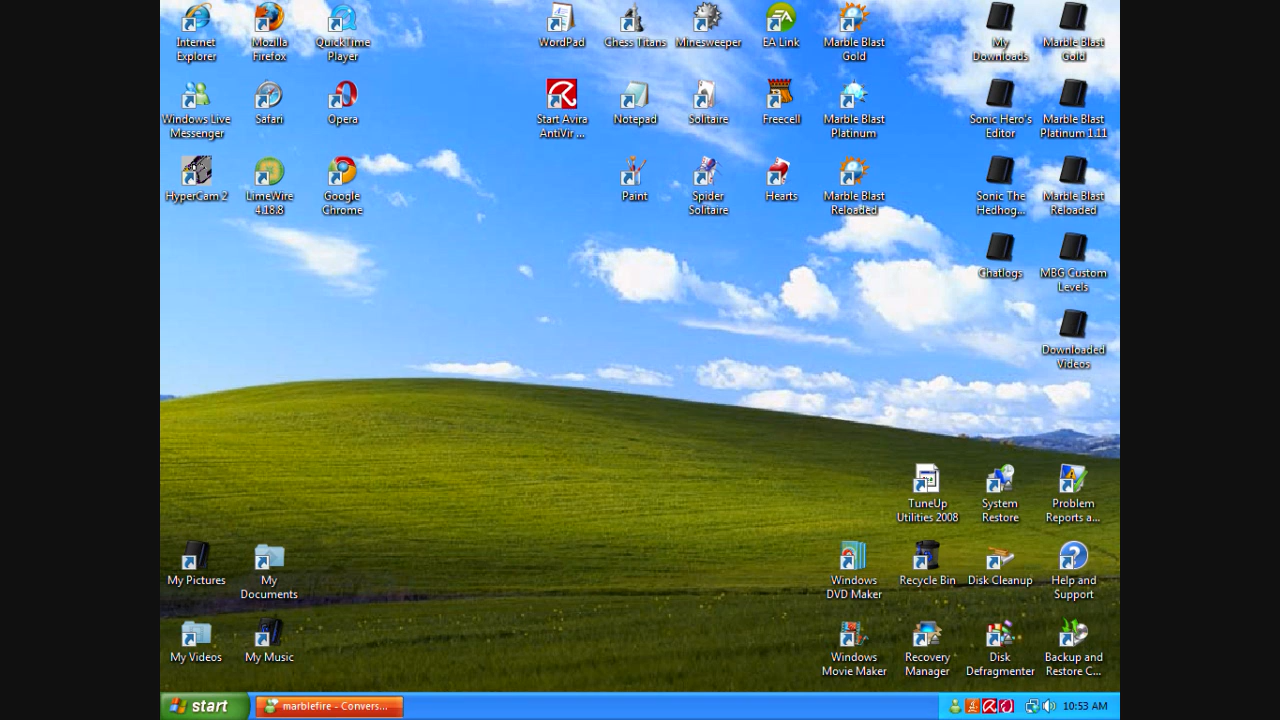 Internet
Explorer
Mozilla
Firefox
QuickTime
Player
WordPad
Chess Titans
Minesweeper
EA Link
Marble Blast
Gold
My
Downloads
Marble Blast
Gold
Windows Live
Messenger
Safari
Opera
Start Avira
AntiVir ...
Notepad
Solitaire
Freecell
Marble Blast
Platinum
Sonic Hero's
Editor
Marble Blast
Platinum 1.11
HyperCam 2
LimeWire
4.18.8
Google
Chrome
Paint
Spider
Solitaire
Hearts
Marble Blast
Reloaded
Sonic The
Hedhog...
Marble Blast
Reloaded
Chatlogs
MBG Custom
Levels
Downloaded
Videos
TuneUp
Utilities 2008
System
Restore
Problem
Reports a...
My Pictures
My
Documents
Windows
DVD Maker
Recycle Bin
Disk Cleanup
Help and
Support
My Videos
My Music
Windows
Movie Maker
Recovery
Manager
Disk
Defragmenter
Backup and
Restore C...
start
marblefire - Convers...
10:53 AM